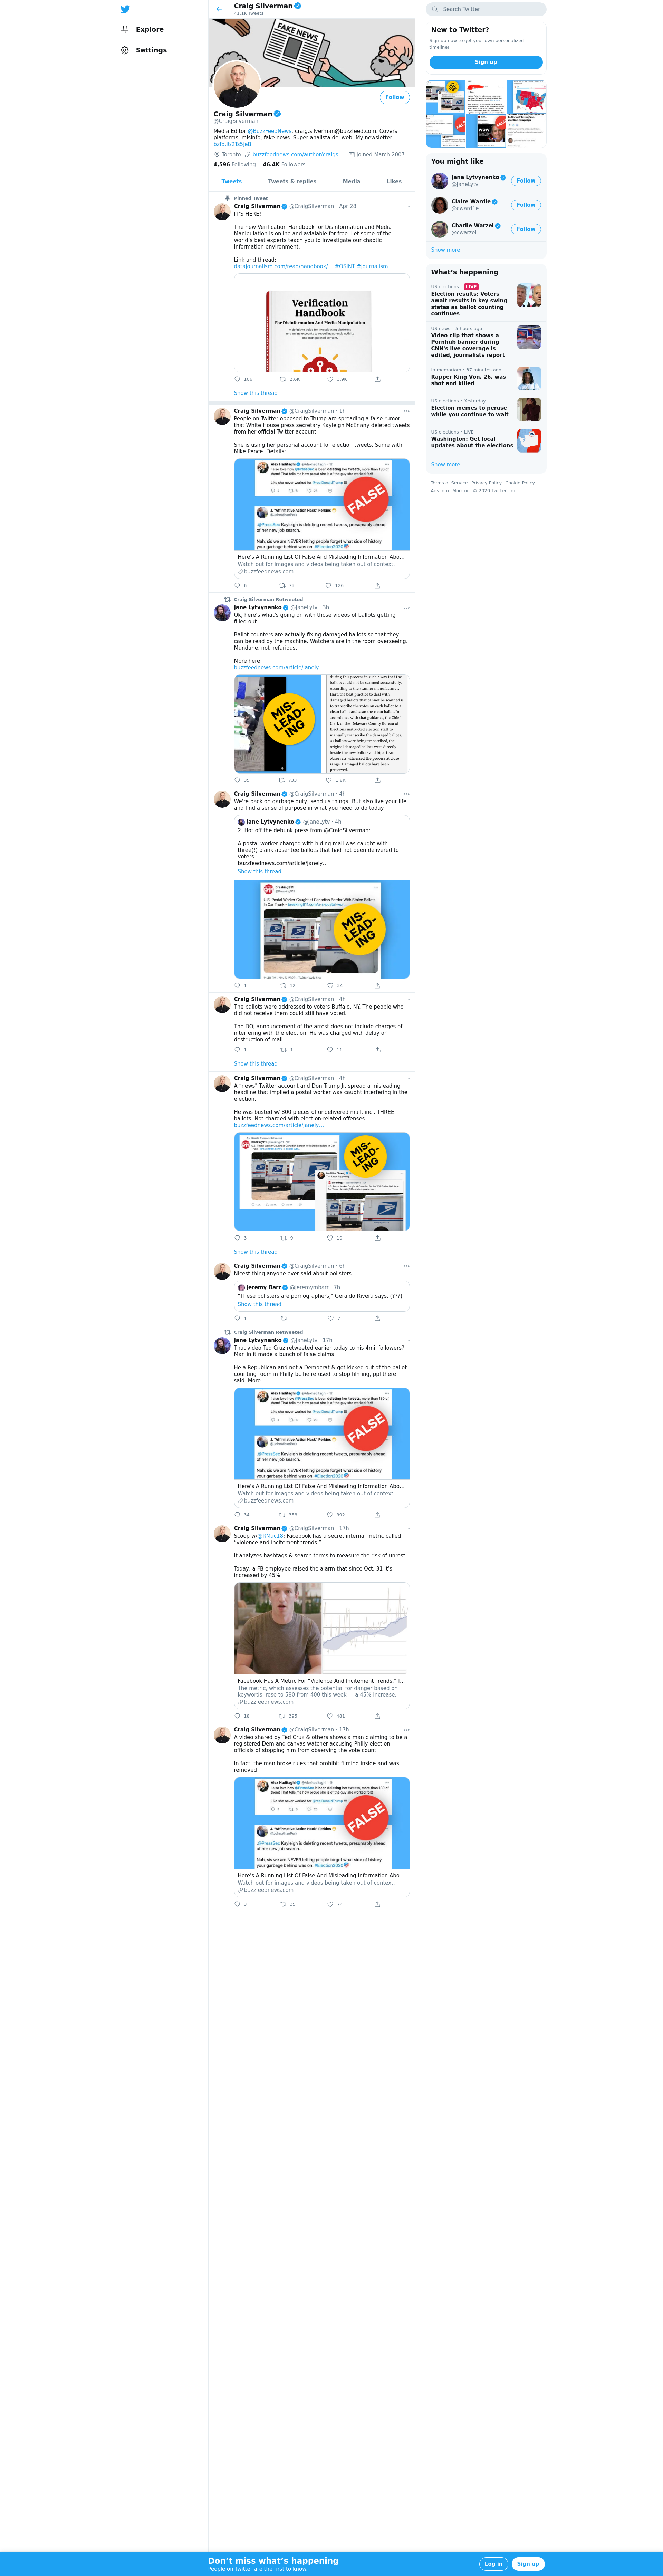 Explore
Settings
Craig Silverman
41.1K Tweets
FAKE NEWS
Follow
Craig Silverman
@CraigSilverman
Media Editor @BuzzFeedNews, craig.silverman@buzzfeed.com. Covers
platforms, misinfo, fake news. Super analista del web. My newsletter:
Toronto
buzzfeednews.com/author/craigsi…
Joined March 2007
4,596 Following 46.4K Followers
Tweets
Tweets & replies
Media
Likes
Pinned Tweet
Craig Silverman @CraigSilverman · Apr 28
IT'S HERE!
The new Verification Handbook for Disinformation and Media
Manipulation is online and aviaiable for free. Let some of the
world's best experts teach you to investigate our chaotic
information environment.
Link and thread:
datajournalism.com/read/handbook/… #OSINT #journalism
Verification
Handbook
For Disinformation And Media Manipulation
2.6K
3.9K
Show this thread
Craig Silverman @CraigSilverman · 1h
People on Twitter opposed to Trump are spreading a false rumor
that White House press secretary Kayleigh McEnany deleted tweets
from her official Twitter account.
She is using her personal account for election tweets. Same with
Mike Pence. Details:
FALSE
Here's A Running List Of False And Misleading Information Abo…
Watch out for images and videos being taken out of context.
buzzfeednews.com
6
73
126
Craig Silverman Retweeted
Jane Lytvynenko @JaneLytv · 3h
Ok, here's what's going on with those videos of ballots getting
filled out:
Ballot counters are actually fixing damaged ballots so that they
can be read by the machine. Watchers are in the room overseeing.
Mundane, not nefarious.
More here:
buzzfeednews.com/article/janely…
MIS-
LEAD-
ING
35
733
1.8K
Craig Silverman @CraigSilverman · 4h
We're back on garbage duty, send us things! But also live your life
and find a sense of purpose in what you need to do today.
Jane Lytvynenko @JaneLytv · 4h
2. Hot off the debunk press from @CraigSilverman:
A postal worker charged with hiding mail was caught with
three(!) blank absentee ballots that had not been delivered to
voters.
buzzfeednews.com/article/janely…
Show this thread
MIS-
LEAD-
ING
1
12
34
Craig Silverman @CraigSilverman · 4h
The ballots were addressed to voters Buffalo, NY. The people who
did not receive them could still have voted.
The DOJ announcement of the arrest does not include charges of
interfering with the election. He was charged with delay or
destruction of mail.
1
1
11
Show this thread
Craig Silverman @CraigSilverman · 4h
A "news" Twitter account and Don Trump Jr. spread a misleading
headline that implied a postal worker was caught interfering in the
election.
He was busted w/ 800 pieces of undelivered mail, incl. THREE
ballots. Not charged with election-related offenses.
buzzfeednews.com/article/janely…
MIS-
LEAD-
ING
3
9
10
Show this thread
Craig Silverman @CraigSilverman · 6h
Nicest thing anyone ever said about pollsters
Jeremy Barr @jeremymbarr · 7h
"These pollsters are pornographers," Geraldo Rivera says. (???)
Show this thread
1
7
Craig Silverman Retweeted
Jane Lytvynenko @JaneLytv · 17h
That video Ted Cruz retweeted earlier today to his 4mil followers?
Man in it made a bunch of false claims.
He a Republican and not a Democrat & got kicked out of the ballot
counting room in Philly bc he refused to stop filming, ppl there
said. More:
FALSE
Here's A Running List Of False And Misleading Information Abo…
Watch out for images and videos being taken out of context.
buzzfeednews.com
34
358
692
Craig Silverman @CraigSilverman · 17h
Scoop w/@RMac18: Facebook has a secret internal metric called
"violence and incitement trends."
It analyzes hashtags & search terms to measure the risk of unrest.
Today, a FB employee raised the alarm that since Oct. 31 it's
increased by 45%.
Facebook Has A Metric For "Violence And Incitement Trends." I…
The metric, which assesses the potential for danger based on
keywords, rose to 580 from 400 this week — a 45% increase.
buzzfeednews.com
18
395
461
Craig Silverman @CraigSilverman · 17h
A video shared by Ted Cruz & others shows a man claiming to be a
registered Dem and canvas watcher accusing Philly election
officials of stopping him from observing the vote count.
In fact, the man broke rules that prohibit filming inside and was
removed
FALSE
Here's A Running List Of False And Misleading Information Abo…
Watch out for images and videos being taken out of context.
buzzfeednews.com
3
35
74
Search Twitter
New to Twitter?
Sign up now to get your own personalized
timeline!
Sign up
You might like
Jane Lytvynenko
@JaneLytv
Follow
Claire Wardle
@cward1e
Follow
Charlie Warzel
@cwarzel
Follow
Show more
What's happening
US elections · LIVE
Election results: Voters
await results in key swing
states as ballot counting
continues
US news · 5 hours ago
Video clip that shows a
Pornhub banner during
CNN's live coverage is
edited, journalists report
In memoriam · 37 minutes ago
Rapper King Von, 26, was
shot and killed
US elections · Yesterday
Election memes to peruse
while you continue to wait
US elections · LIVE
Washington: Get local
updates about the elections
Show more
Terms of Service Privacy Policy Cookie Policy
Ads info More © 2020 Twitter, Inc.
Don't miss what's happening
People on Twitter are the first to know.
Log in
Sign up